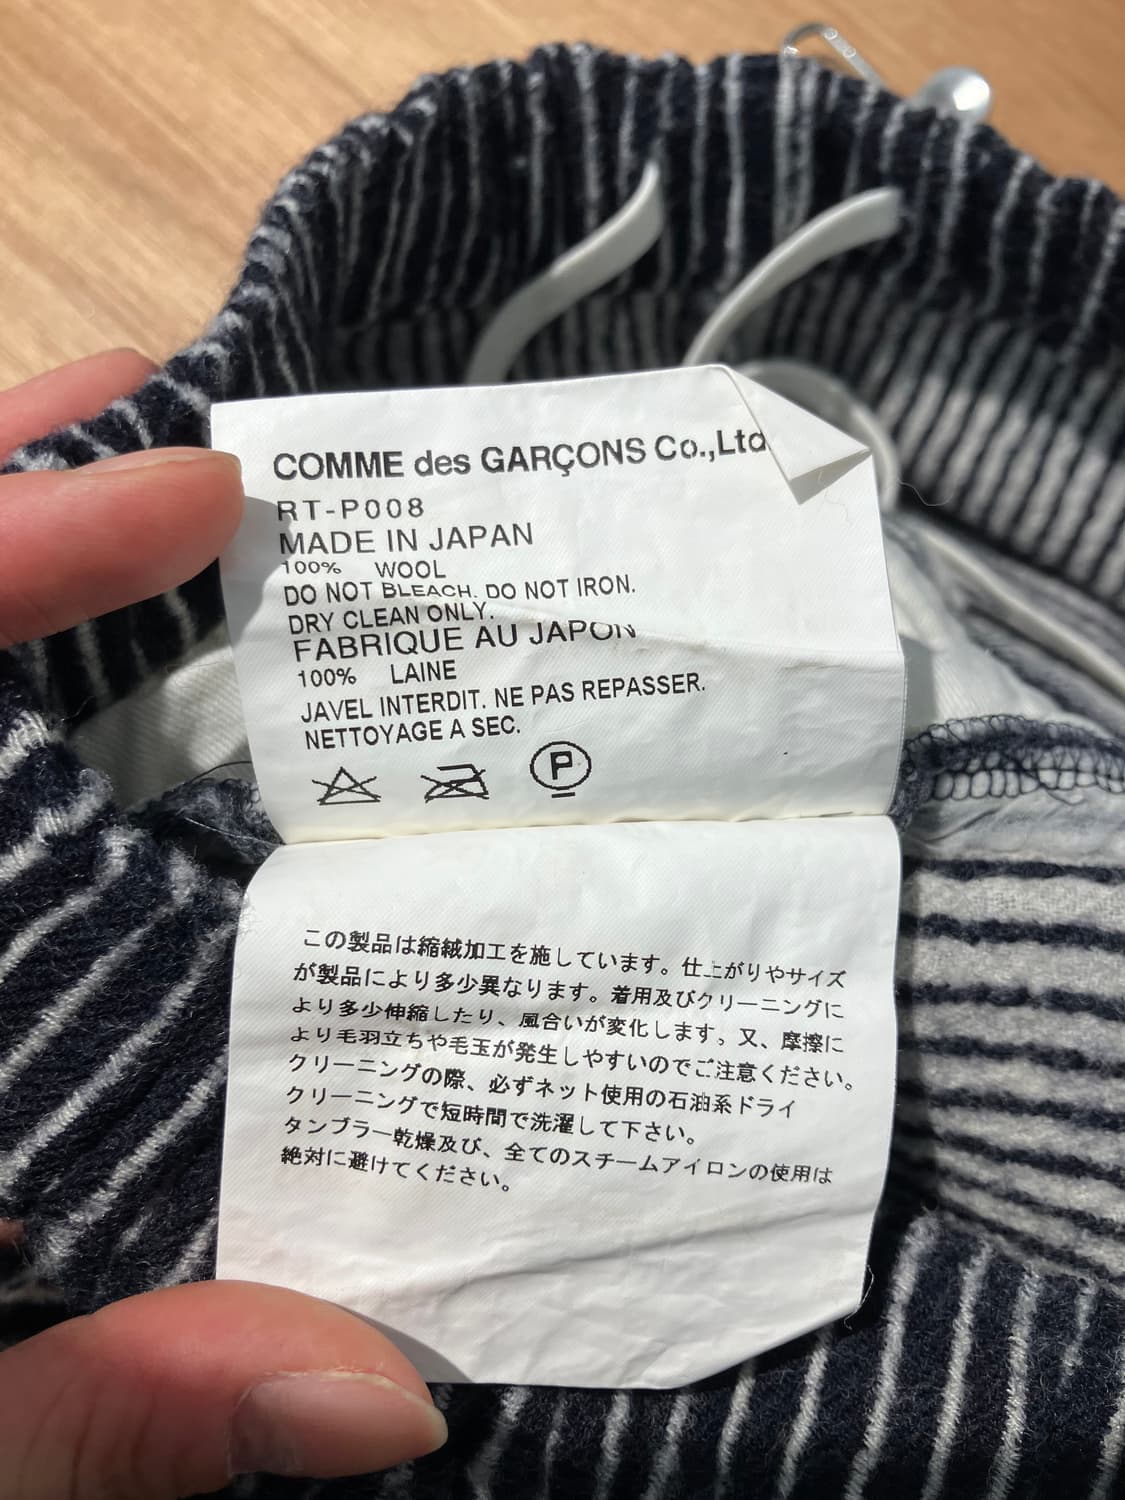 COMME des GARÇONS Co.,Ltd.
RT-P008
MADE IN JAPAN
100% WOOL
DO NOT BLEACH. DO NOT IRON.
DRY CLEAN ONLY.
FABRIQUE AU JAPON
100% LAINE
JAVEL INTERDIT. NE PAS REPASSER.
NETTOYAGE A SEC.
P
この製品は縮絨加工を施しています。仕上がりやサイズ
が製品により多少異なります。着用及びクリーニングに
より多少伸縮したり、風合いが変化します。又、摩擦に
より毛羽立ちや毛玉が発生しやすいのでご注意ください。
クリーニングの際、必ずネット使用の石油系ドライ
クリーニングで短時間で洗濯して下さい。
タンブラー乾燥及び、全てのスチームアイロンの使用は
絶対に避けてください。